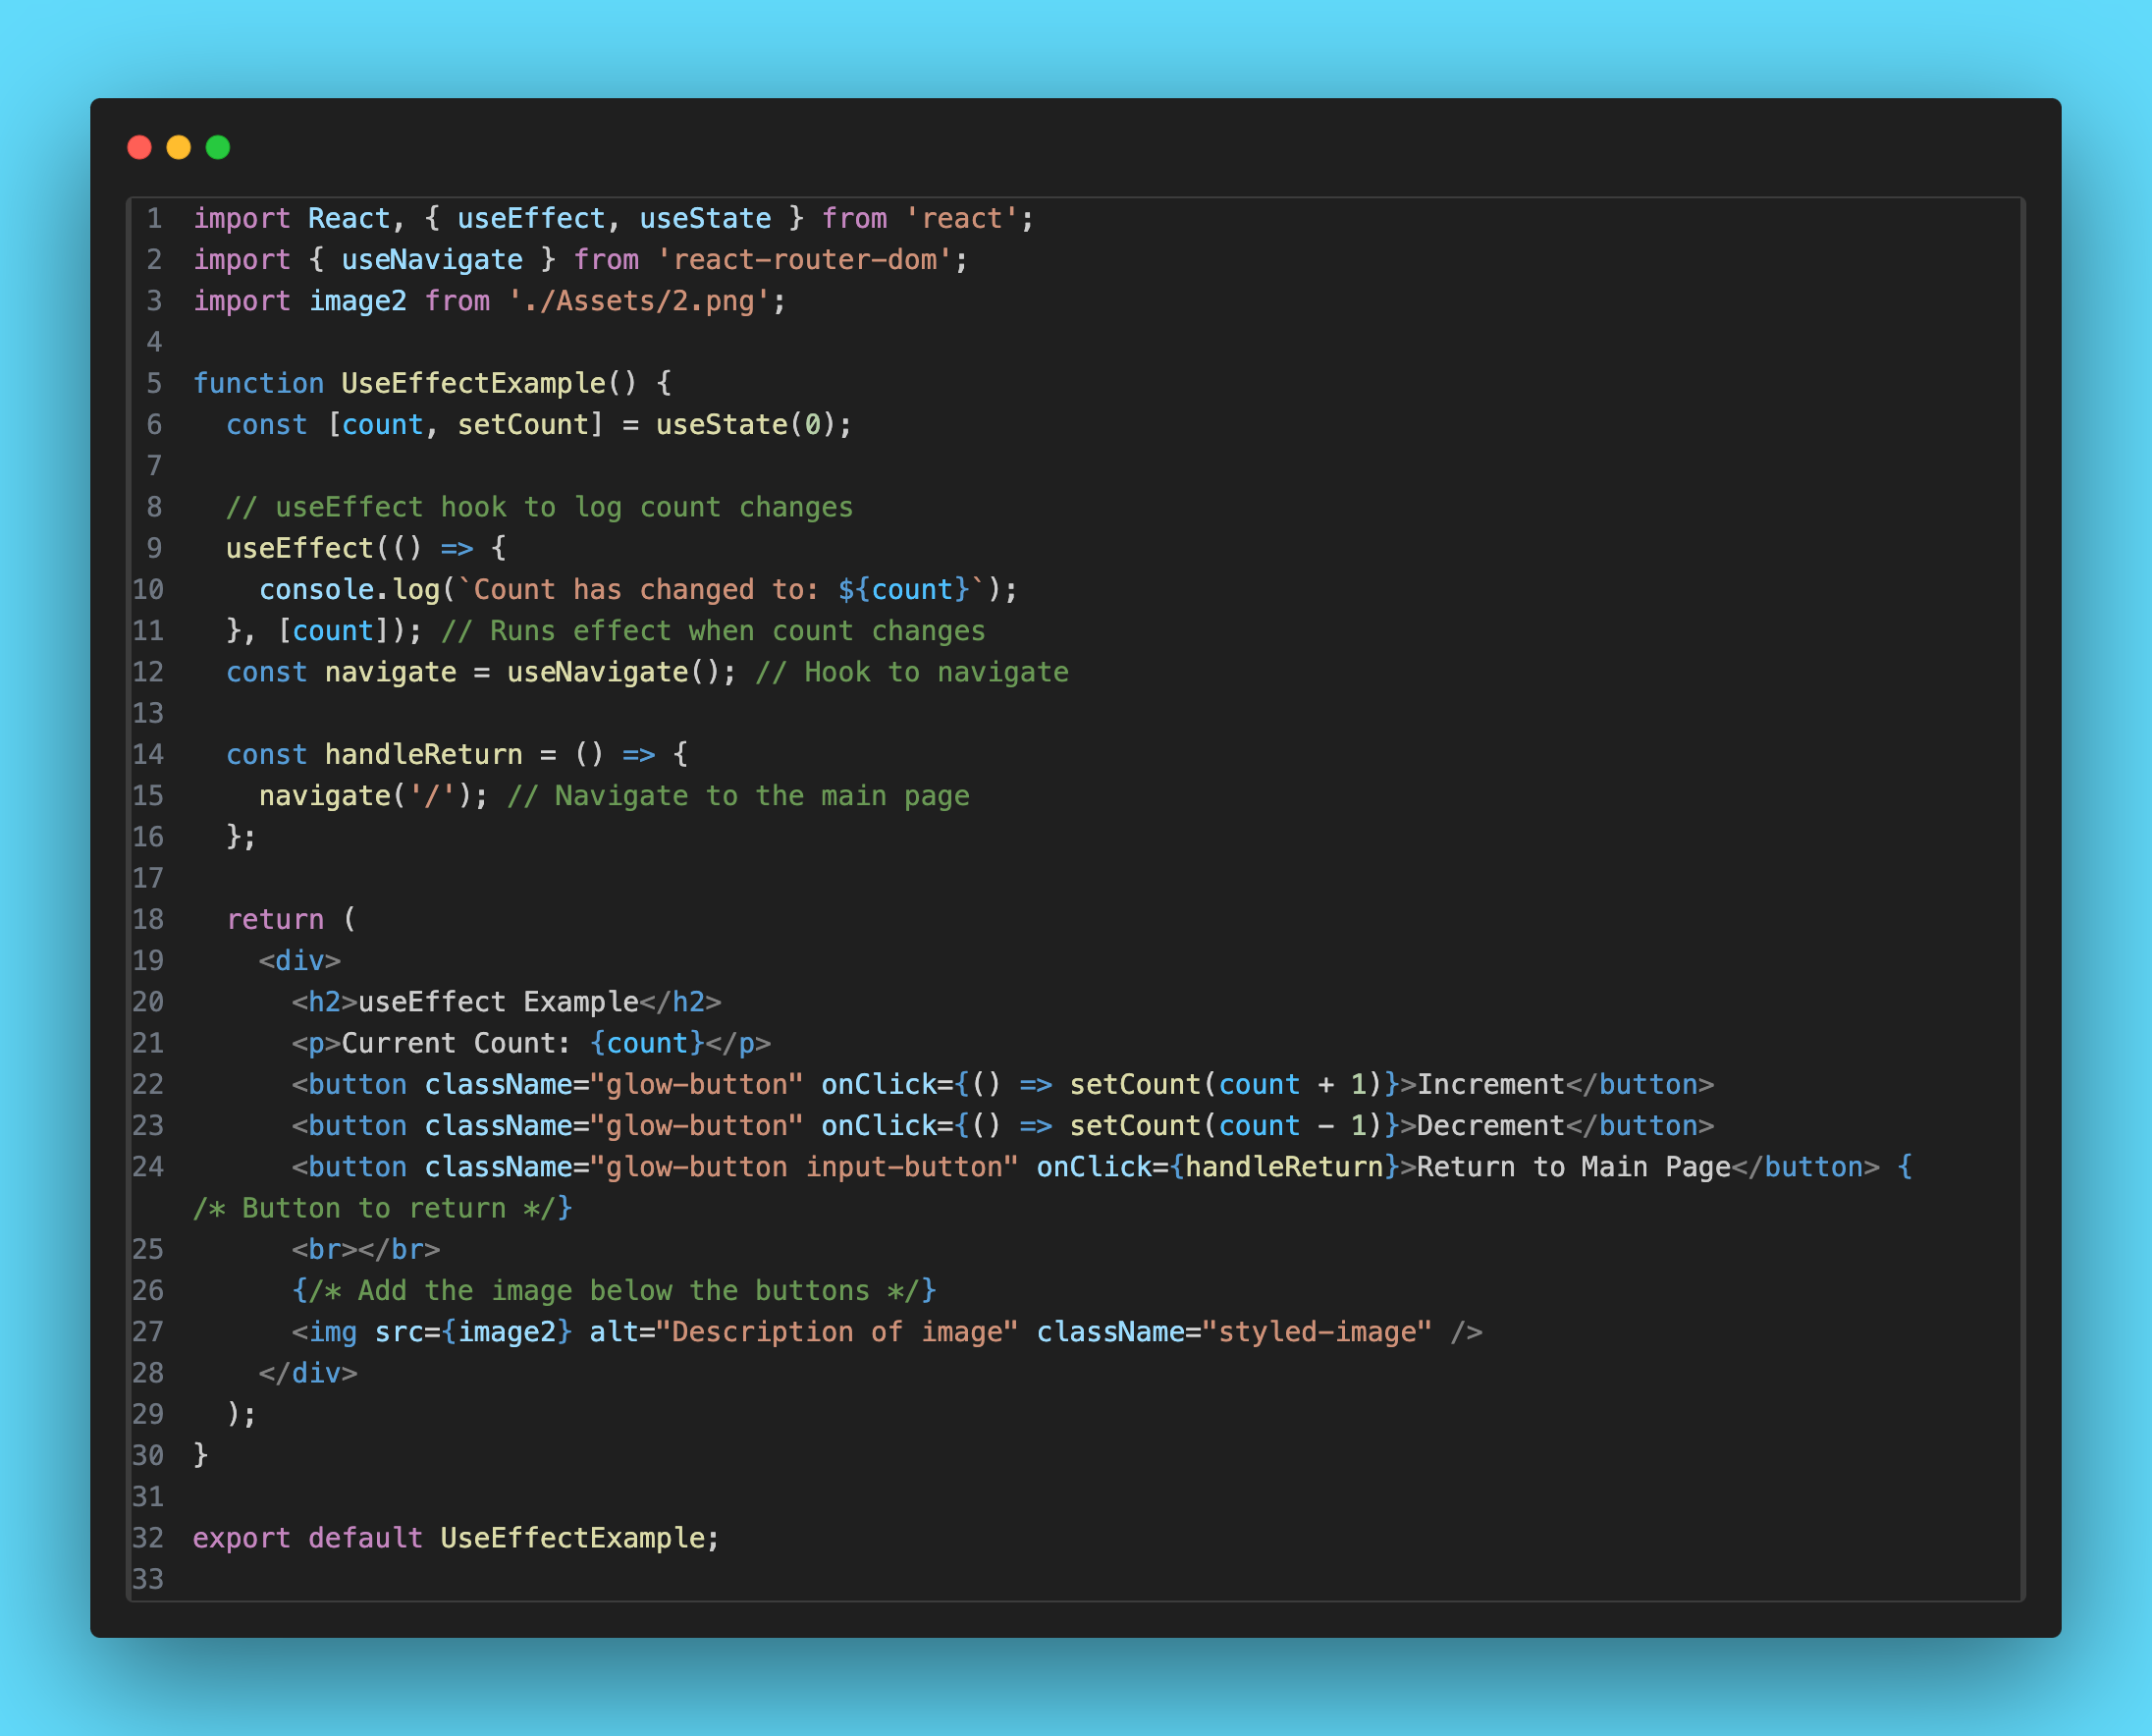 1 import React, { useEffect, useState } from 'react';
2 import { useNavigate } from 'react-router-dom';
3 import image2 from './Assets/2.png';
4
5 function UseEffectExample() {
6   const [count, setCount] = useState(0);
7
8   // useEffect hook to log count changes
9   useEffect(() => {
10     console.log(`Count has changed to: ${count}`);
11   }, [count]); // Runs effect when count changes
12   const navigate = useNavigate(); // Hook to navigate
13
14   const handleReturn = () => {
15     navigate('/'); // Navigate to the main page
16   };
17
18   return (
19     <div>
20       <h2>useEffect Example</h2>
21       <p>Current Count: {count}</p>
22       <button className="glow-button" onClick={() => setCount(count + 1)}>Increment</button>
23       <button className="glow-button" onClick={() => setCount(count - 1)}>Decrement</button>
24       <button className="glow-button input-button" onClick={handleReturn}>Return to Main Page</button> {
/* Button to return */}
25       <br></br>
26       {/* Add the image below the buttons */}
27       <img src={image2} alt="Description of image" className="styled-image" />
28     </div>
29   );
30 }
31
32 export default UseEffectExample;
33